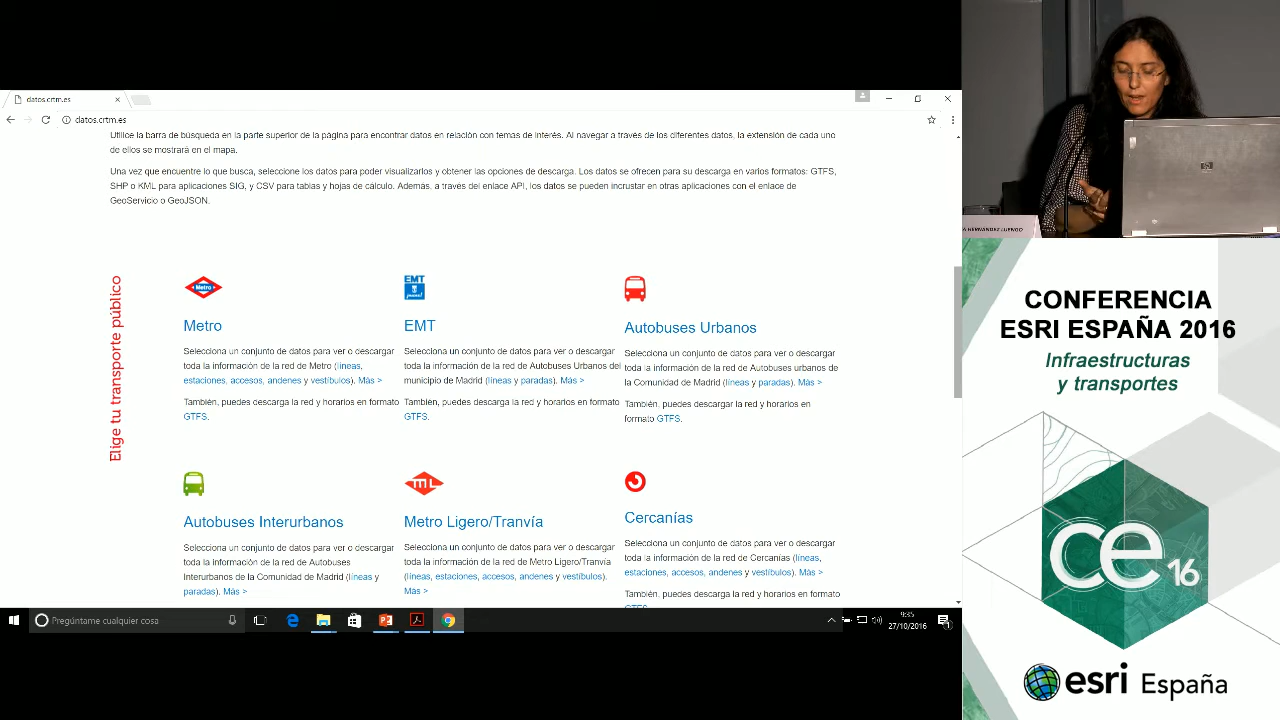 datos.crtm.es
datos.crtm.es
Utilice la barra de búsqueda en la parte superior de la página para encontrar datos en relación con temas de interés. Al navegar a través de los diferentes datos, la extensión de cada uno
de ellos se mostrará en el mapa.
Una vez que encuentre lo que busca, seleccione los datos para poder visualizarlos y obtener las opciones de descarga. Los datos se ofrecen para su descarga en varios formatos: GTFS,
SHP o KML para aplicaciones SIG, y CSV para tablas y hojas de cálculo. Además, a través del enlace API, los datos se pueden incrustar en otras aplicaciones con el enlace de
GeoServicio o GeoJSON.
Elige tu transporte público
Metro
Metro
Selecciona un conjunto de datos para ver o descargar
toda la información de la red de Metro (líneas,
estaciones, accesos, andenes y vestíbulos). Más >
También, puedes descarga la red y horarios en formato
GTFS.
EMT
EMT
Selecciona un conjunto de datos para ver o descargar
toda la información de la red de Autobuses Urbanos del
municipio de Madrid (líneas y paradas). Más >
También, puedes descarga la red y horarios en formato
GTFS.
Autobuses Urbanos
Selecciona un conjunto de datos para ver o descargar
toda la información de la red de Autobuses urbanos de
la Comunidad de Madrid (líneas y paradas). Más >
También, puedes descargar la red y horarios en
formato GTFS.
Autobuses Interurbanos
Selecciona un conjunto de datos para ver o descargar
toda la información de la red de Autobuses
Interurbanos de la Comunidad de Madrid (líneas y
paradas). Más >
ML
Metro Ligero/Tranvía
Selecciona un conjunto de datos para ver o descargar
toda la información de la red de Metro Ligero/Tranvía
(líneas, estaciones, accesos, andenes y vestíbulos).
Más >
Cercanías
Selecciona un conjunto de datos para ver o descargar
toda la información de la red de Cercanías (líneas,
estaciones, accesos, andenes y vestíbulos). Más >
También, puedes descargar la red y horarios en formato
GTFS.
Pregúntame cualquier cosa
9:35
27/10/2016
HERNÁNDEZ LUENGO
hp
CONFERENCIA
ESRI ESPAÑA 2016
Infraestructuras
y transportes
ce16
esri España